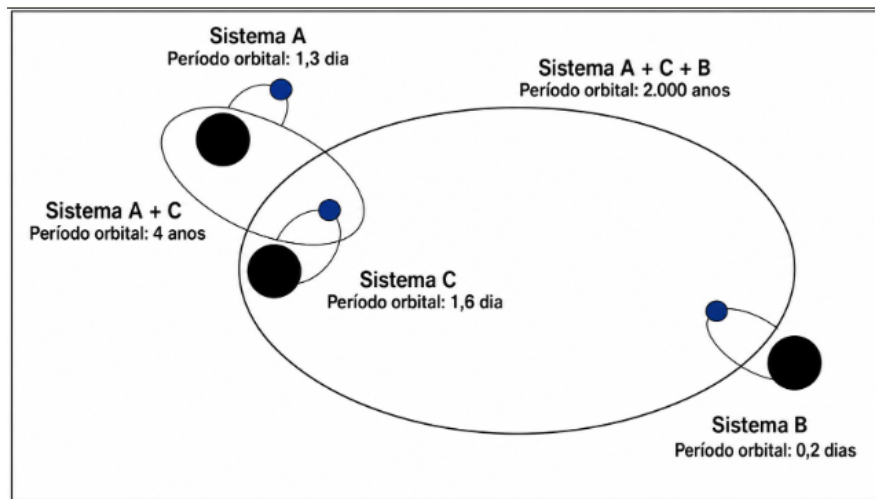 Sistema A
Período orbital: 1,3 dia
Sistema A + C + B
Período orbital: 2.000 anos
Sistema A + C
Período orbital: 4 anos
Sistema C
Período orbital: 1,6 dia
Sistema B
Período orbital: 0,2 dias